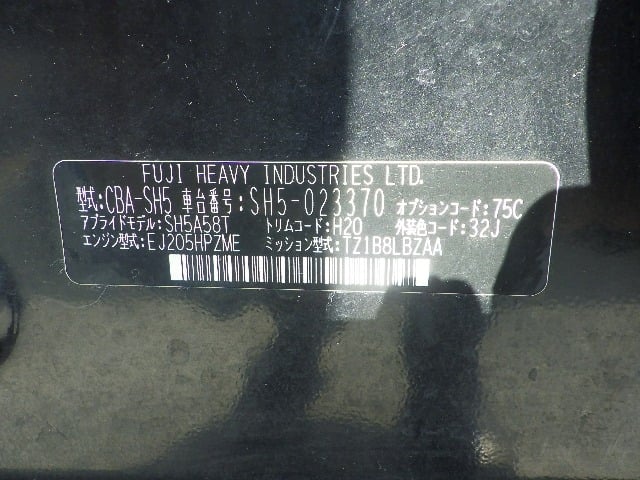 FUJI HEAVY INDUSTRIES LTD.
型式:CBA-SH5 車台番号:SH5-023370 オプションコード:75C
アプライドモデル:SH5A58T トリムコード:H20 外装色コード:32J
エンジン型式:EJ205HPZME ミッション型式:TZ1B8LBZAA